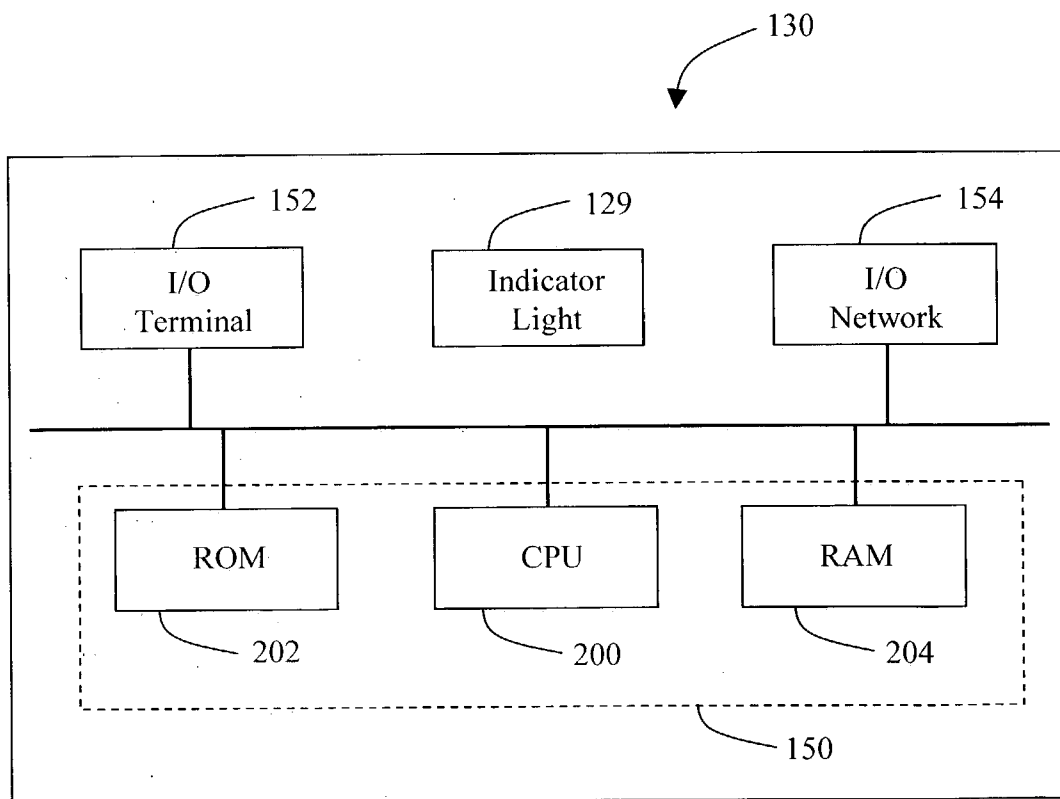 130
152
129
154
I/O
Terminal
Indicator
Light
I/O
Network
ROM
CPU
RAM
202
200
204
150